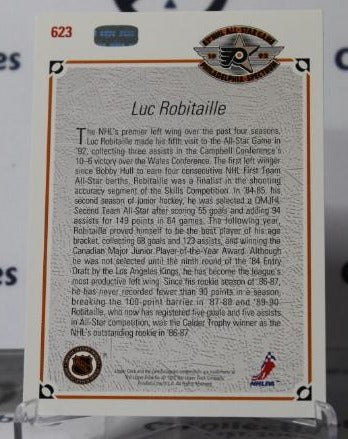 623
43RD NHL ALL-STAR GAME
PHILADELPHIA SPECTRUM
Luc Robitaille
The NHL's premier left wing over the past four seasons,
Luc Robitaille made his fifth visit to the All-Star Game in
'92, collecting three assists in the Campbell Conference's
10-6 victory over the Wales Conference. The first left winger
since Bobby Hull to earn four consecutive NHL First Team
All-Star berths, Robitaille was a finalist in the shooting
accuracy segment of the Skills Competition. In '84-85, his
second season of junior hockey, he was selected a OMJHL
Second Team All-Star after scoring 55 goals and adding 94
assists for 149 points in 64 games. The following year,
Robitaille proved himself to be the best player of his age
bracket, collecting 68 goals and 123 assists, and winning the
Canadian Major Junior Player-of-the-Year Award. Although
he was not selected until the ninth round of the '84 Entry
Draft by the Los Angeles Kings, he has become the league's
most productive left wing. Since his rookie season of '86-87,
he has never recorded fewer than 90 points in a season,
breaking the 100-point barrier in '87-88 and '89-90.
Robitaille, who now has registered five goals and five assists
in All-Star competition, was the Calder Trophy winner as the
NHL's outstanding rookie in '86-87.
NHL
NHLPA